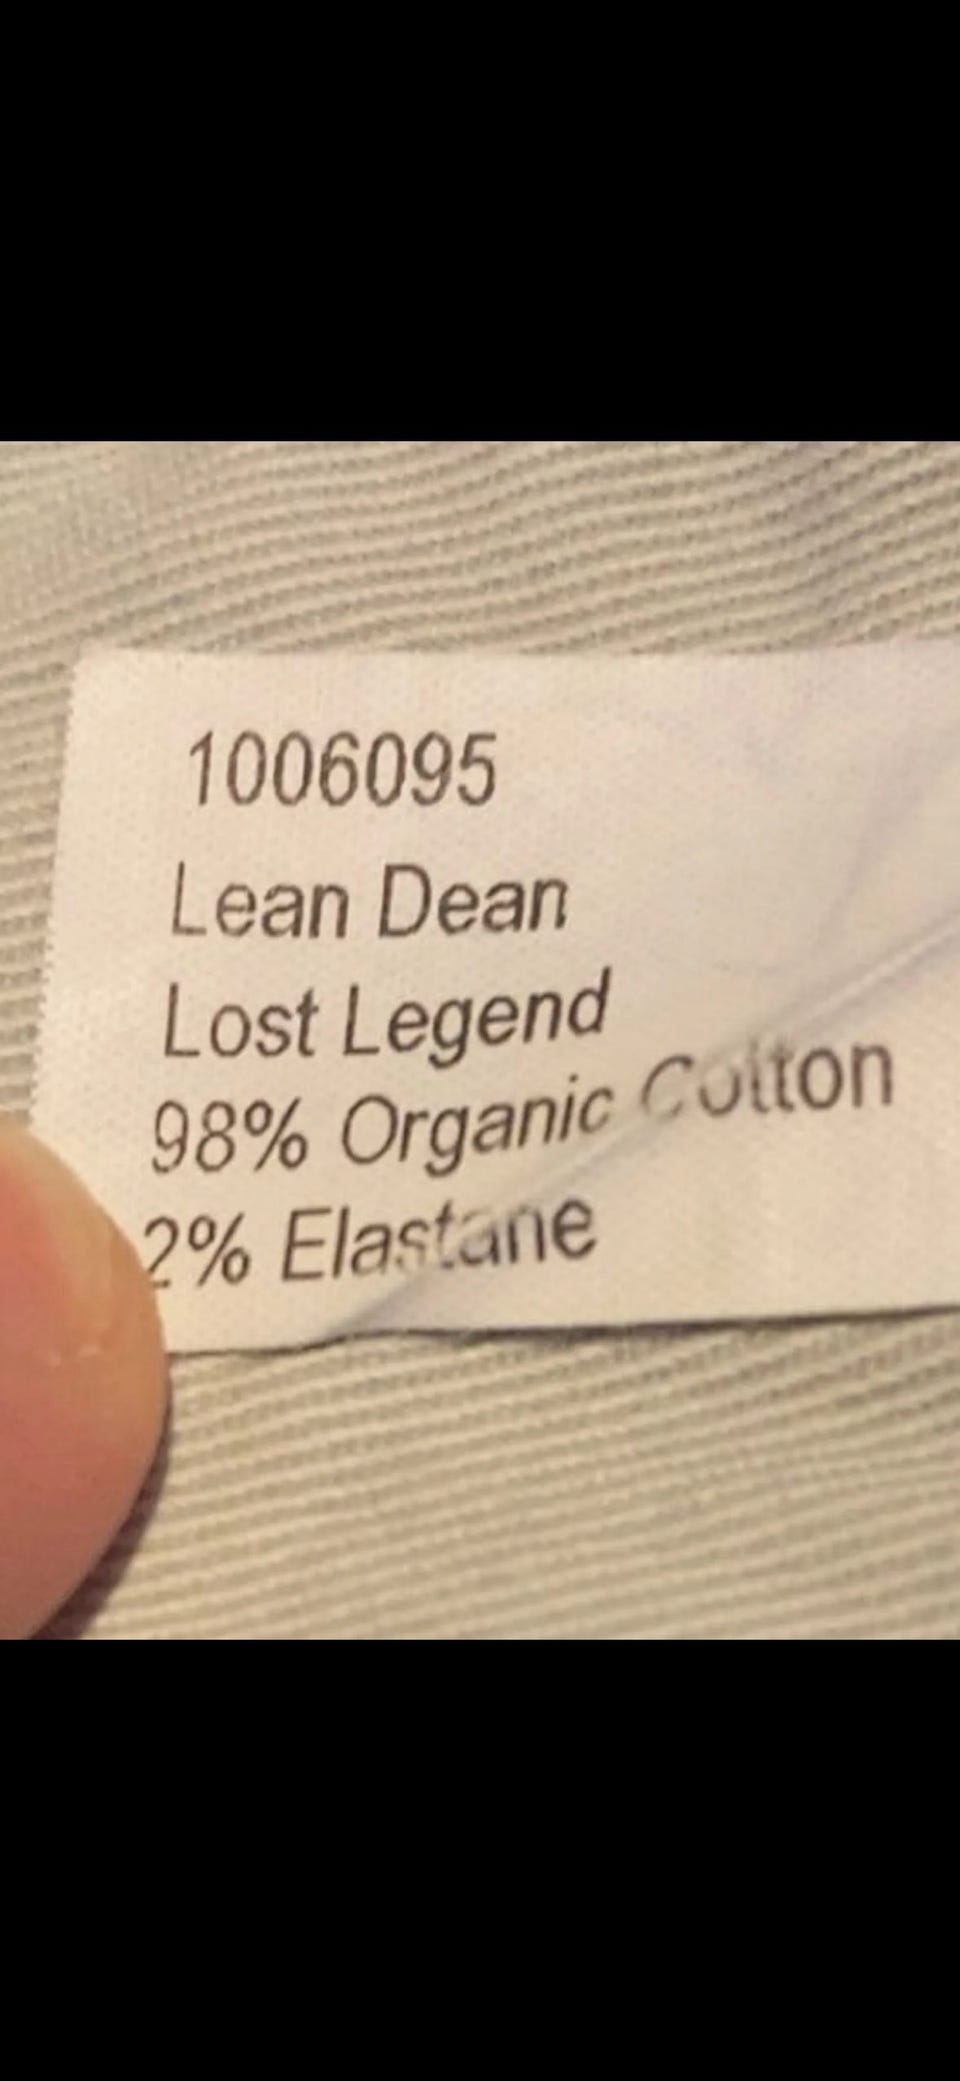 1006095
Lean Dean
Lost Legend
98% Organic Cotton
2% Elastane